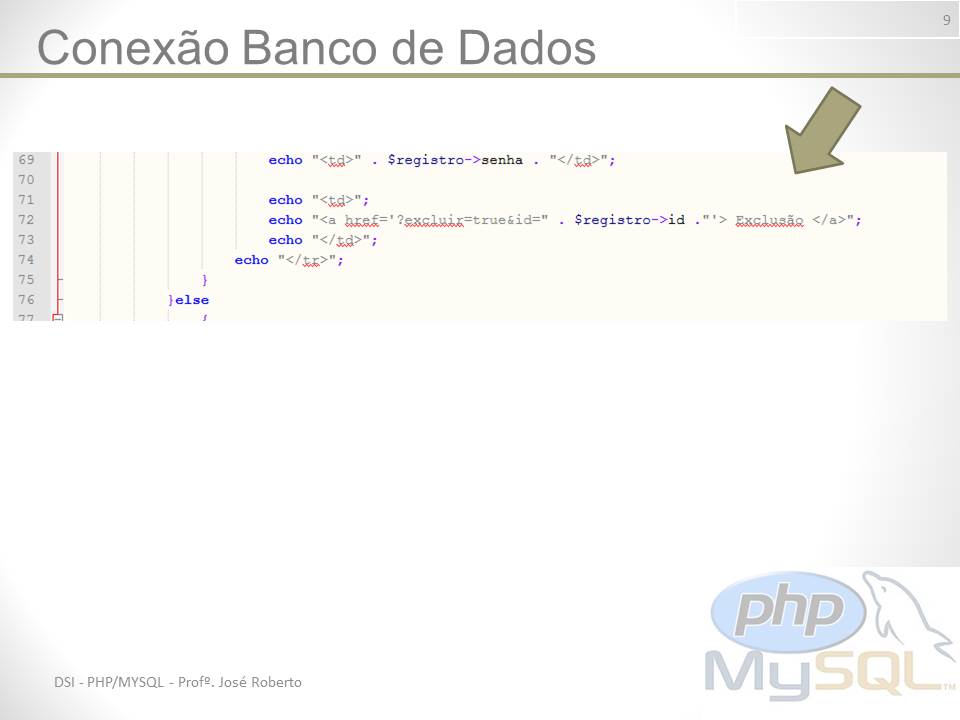 9
Conexão Banco de Dados
69 echo "<td>" . $registro->senha . "</td>";
70
71 echo "<td>";
72 echo "<a href='?excluir=true&id=" . $registro->id ."'> Exclusão </a>";
73 echo "</td>";
74 echo "</tr>";
75 }
76 }else
77 {
php
MySQL™
DSI - PHP/MYSQL - Profº. José Roberto